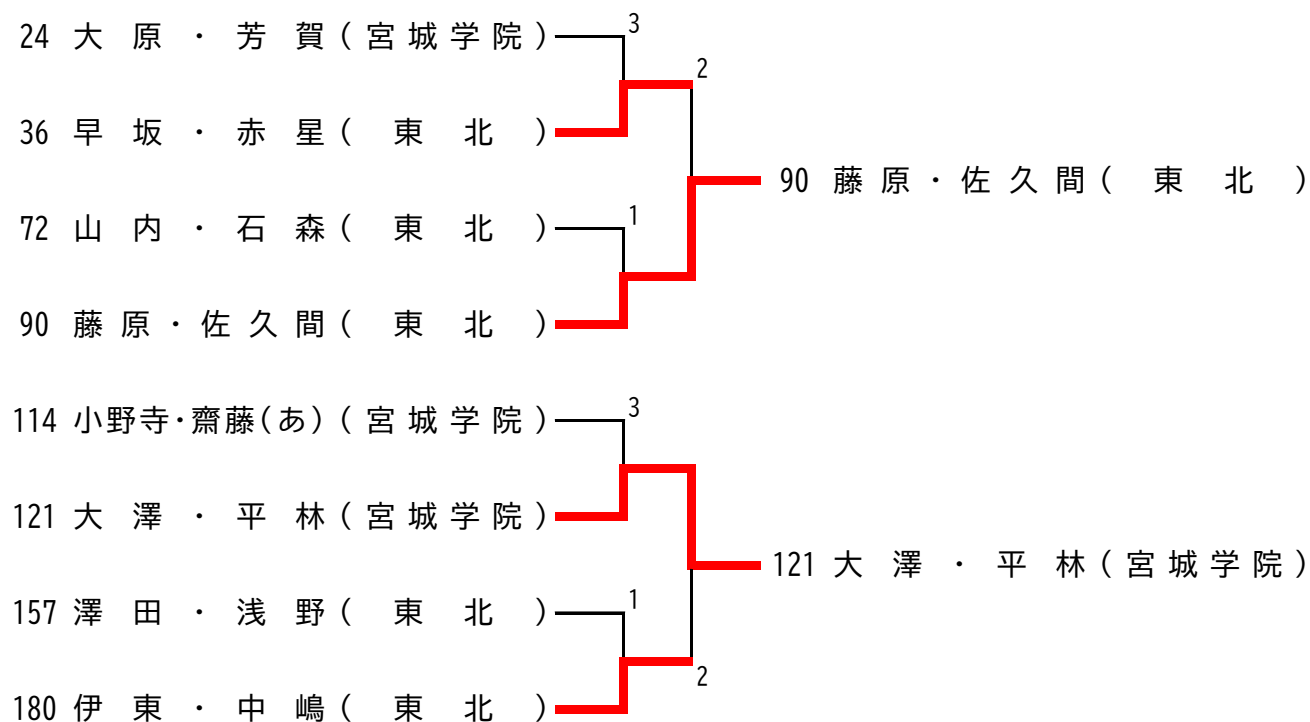 24 大原・芳賀(宮城学院) 3
2
36 早坂・赤星(東北)
90 藤原・佐久間(東北)
72 山内・石森(東北) 1
90 藤原・佐久間(東北)
114 小野寺・齋藤(あ)(宮城学院) 3
121 大澤・平林(宮城学院)
121 大澤・平林(宮城学院)
157 澤田・浅野(東北) 1
2
180 伊東・中嶋(東北)